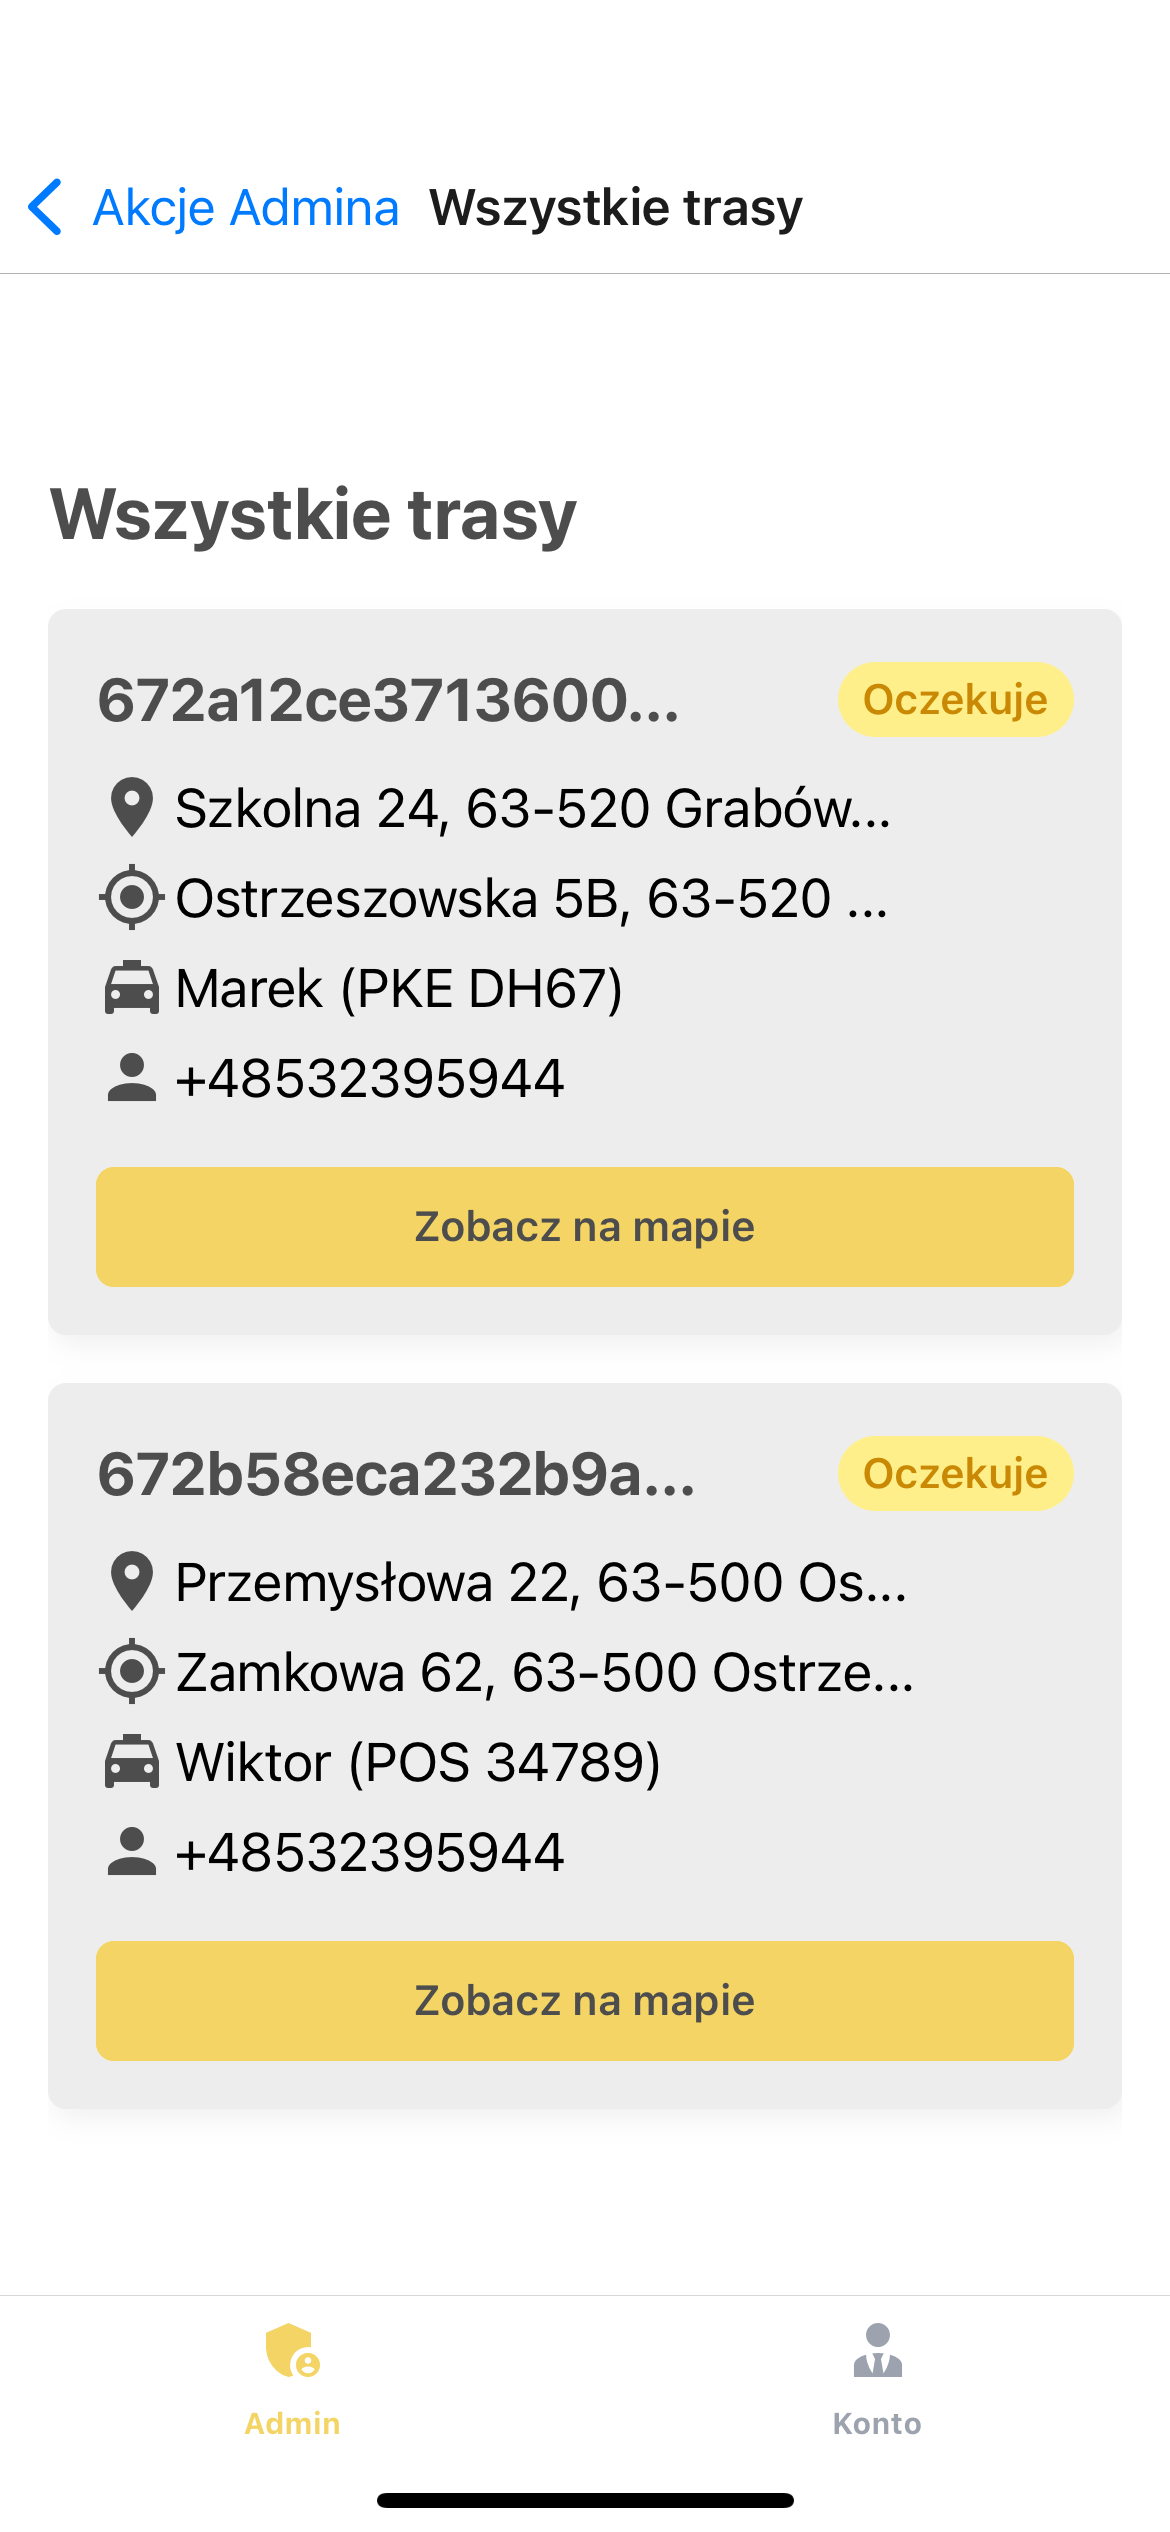 Akcje Admina Wszystkie trasy
Wszystkie trasy
672a12ce3713600...
Oczekuje
Szkolna 24, 63-520 Grabów...
Ostrzeszowska 5B, 63-520 ...
Marek (PKE DH67)
+48532395944
Zobacz na mapie
672b58eca232b9a...
Oczekuje
Przemysłowa 22, 63-500 Os...
Zamkowa 62, 63-500 Ostrze...
Wiktor (POS 34789)
+48532395944
Zobacz na mapie
Admin
Konto